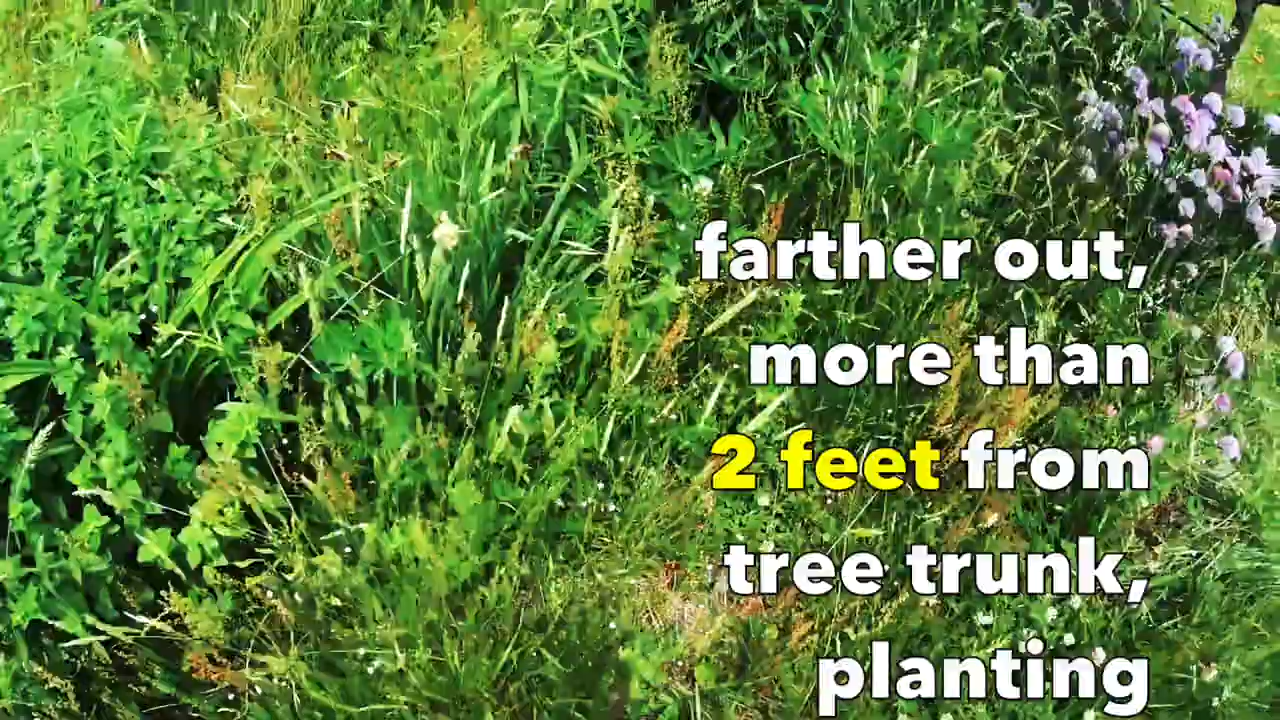 farther out,
more than
2 feet from
tree trunk,
planting